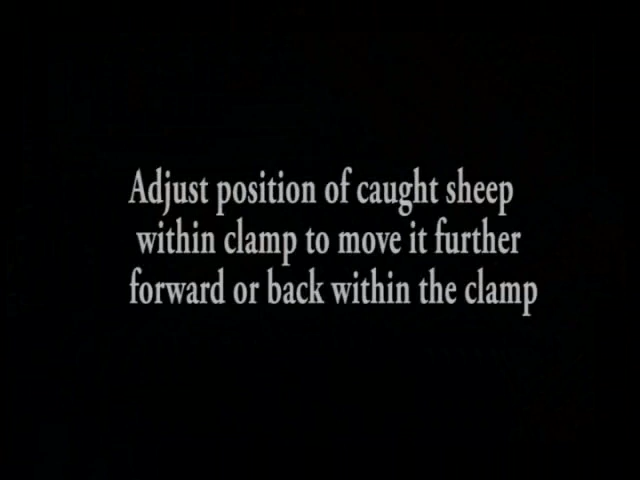 Adjust position of caught sheep
within clamp to move it further
forward or back within the clamp